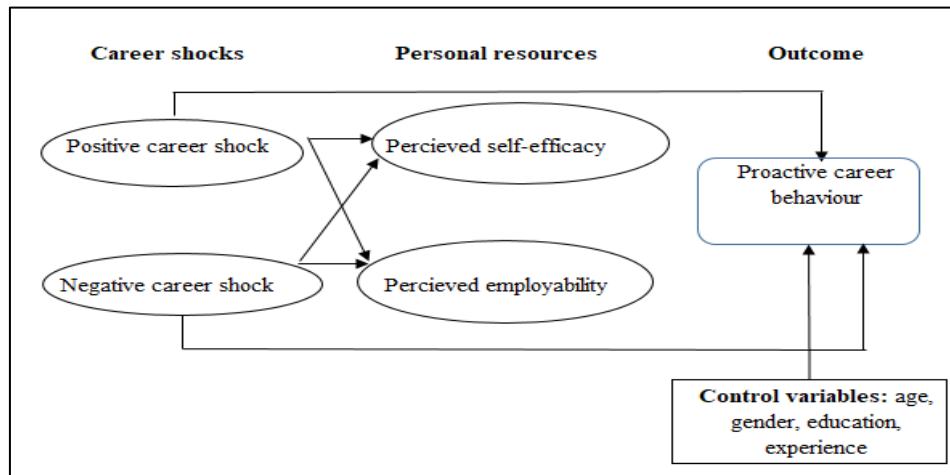 Career shocks
Personal resources
Outcome
Positive career shock
Percieved self-efficacy
Proactive career
behaviour
Negative career shock
Percieved employability
Control variables: age,
gender, education,
experience